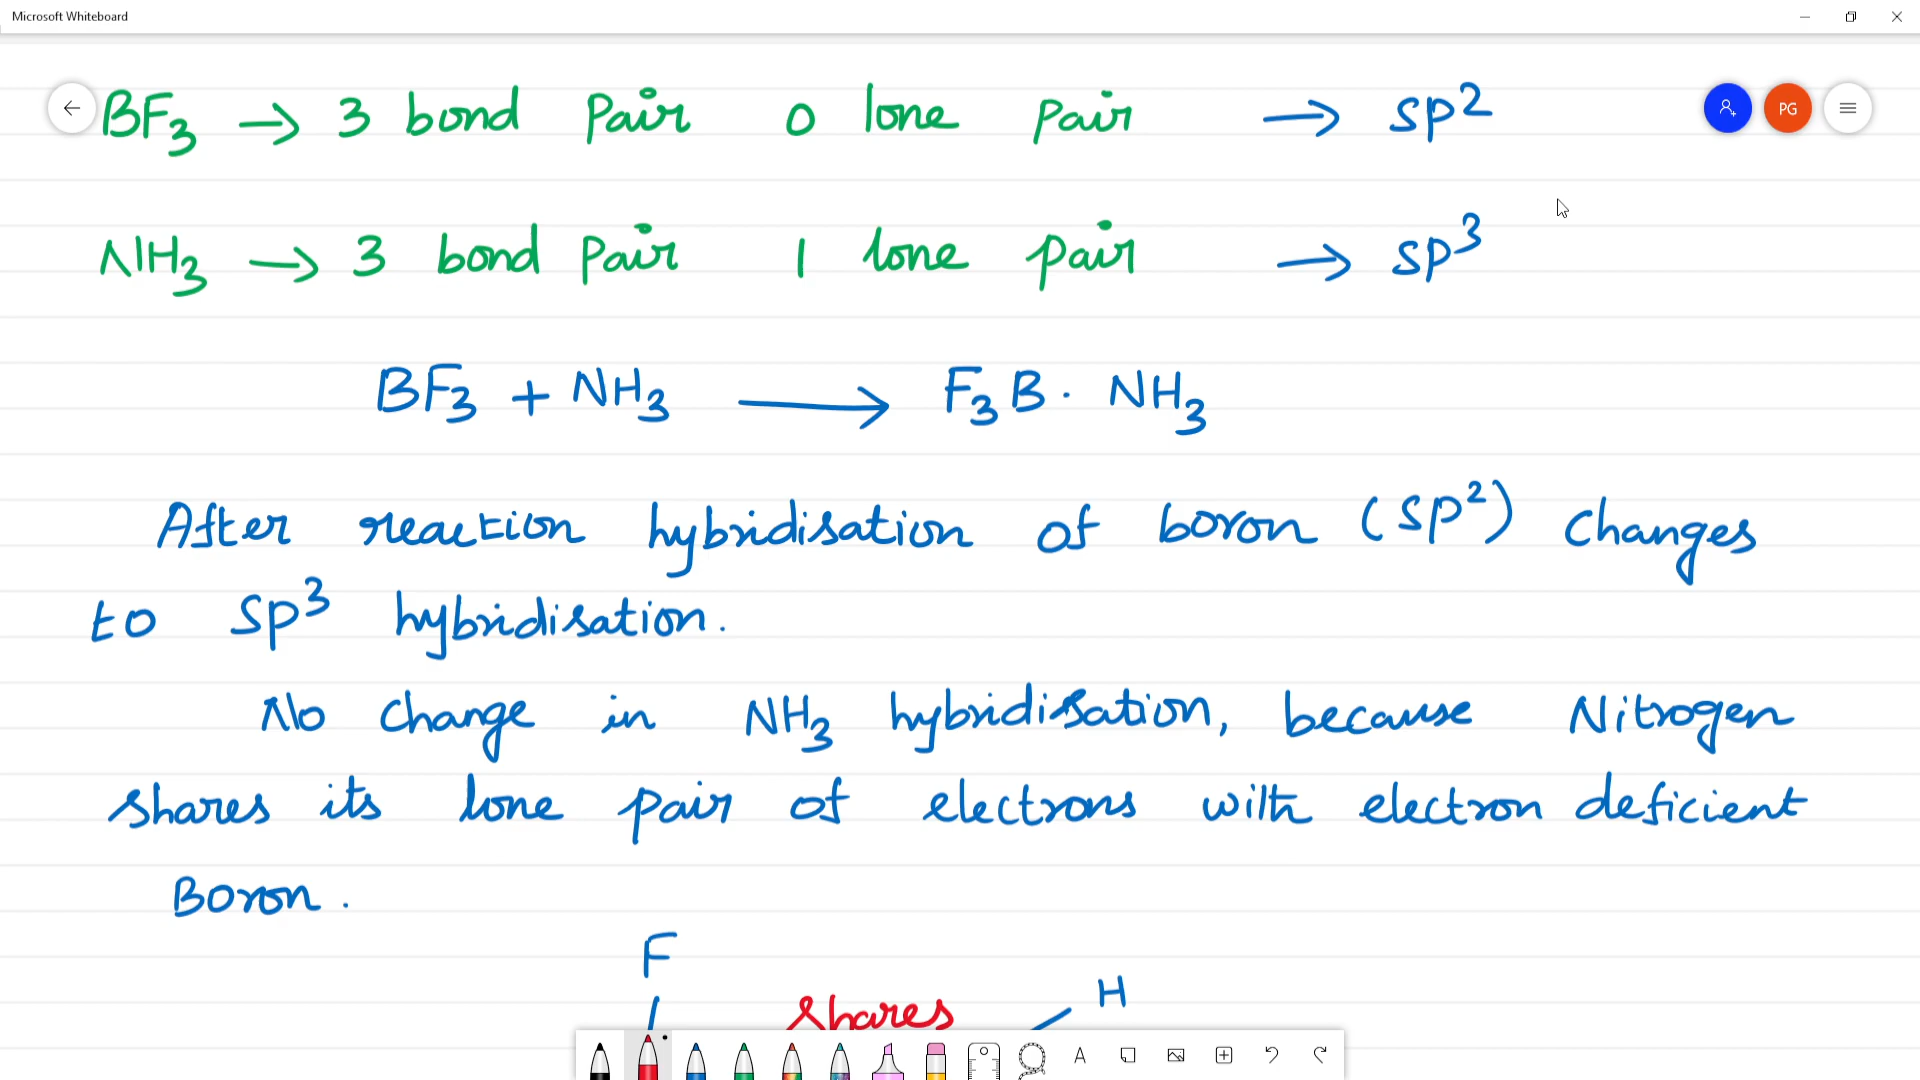 Microsoft Whiteboard
BF₃ → 3 bond Pair 0 lone pair → sp²
PG
NH₃ → 3 bond pair 1 lone pair → sp³
BF₃ + NH₃ ⟶ F₃B · NH₃
After reaction hybridisation of boron (sp²) changes
to sp³ hybridisation.
No change in NH₃ hybridisation, because Nitrogen
shares its lone pair of electrons with electron deficient
Boron.
F
H
shares
A